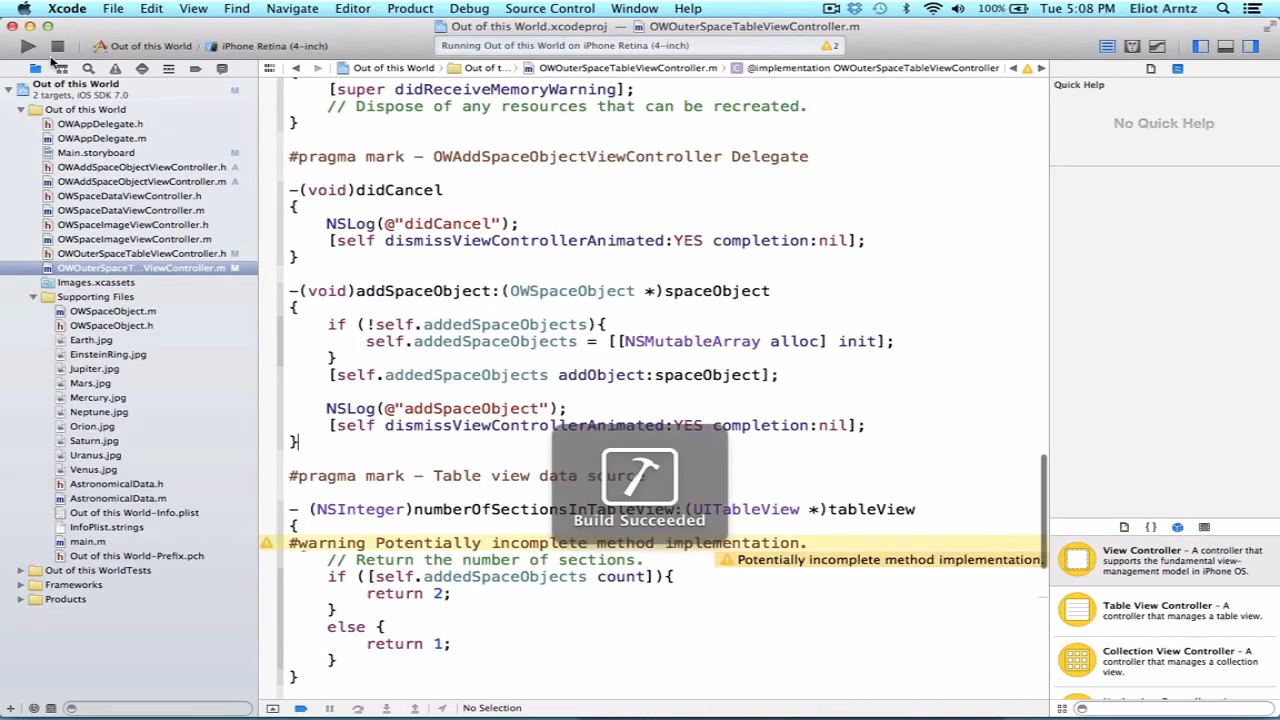 Xcode File Edit View Find Navigate Editor Product Debug Source Control Window Help 100% Tue 5:08 PM Eliot Arntz
Out of this World.xcodeproj — OWOuterSpaceTableViewController.m
Out of this World iPhone Retina (4-inch) Running Out of this World on iPhone Retina (4-inch) 2
Out of this World Out of t... OWOuterSpaceTableViewController.m @implementation OWOuterSpaceTableViewController
Out of this World M
2 targets, iOS SDK 7.0
Out of this World
OWAppDelegate.h
OWAppDelegate.m
Main.storyboard M
OWAddSpaceObjectViewController.h A
OWAddSpaceObjectViewController.m A
OWSpaceDataViewController.h
OWSpaceDataViewController.m
OWSpaceImageViewController.h
OWSpaceImageViewController.m
OWOuterSpaceTableViewController.h M
OWOuterSpaceT...ViewController.m M
Images.xcassets
Supporting Files
OWSpaceObject.m
OWSpaceObject.h
Earth.jpg
EinsteinRing.jpg
Jupiter.jpg
Mars.jpg
Mercury.jpg
Neptune.jpg
Orion.jpg
Saturn.jpg
Uranus.jpg
Venus.jpg
AstronomicalData.h
AstronomicalData.m
Out of this World-Info.plist
InfoPlist.strings
main.m
Out of this World-Prefix.pch
Out of this WorldTests
Frameworks
Products
[super didReceiveMemoryWarning];
// Dispose of any resources that can be recreated.
}
#pragma mark - OWAddSpaceObjectViewController Delegate
-(void)didCancel
{
NSLog(@"didCancel");
[self dismissViewControllerAnimated:YES completion:nil];
}
-(void)addSpaceObject:(OWSpaceObject *)spaceObject
{
if (!self.addedSpaceObjects){
self.addedSpaceObjects = [[NSMutableArray alloc] init];
}
[self.addedSpaceObjects addObject:spaceObject];
NSLog(@"addSpaceObject");
[self dismissViewControllerAnimated:YES completion:nil];
}
#pragma mark - Table view data source
- (NSInteger)numberOfSectionsInTableView:(UITableView *)tableView
{
#warning Potentially incomplete method implementation.
// Return the number of sections. Potentially incomplete method implementation.
if ([self.addedSpaceObjects count]){
return 2;
}
else {
return 1;
}
}
Build Succeeded
No Selection
Quick Help
No Quick Help
View Controller - A controller that
supports the fundamental view-
management model in iPhone OS.
Table View Controller - A
controller that manages a table view.
Collection View Controller - A
controller that manages a collection
view.